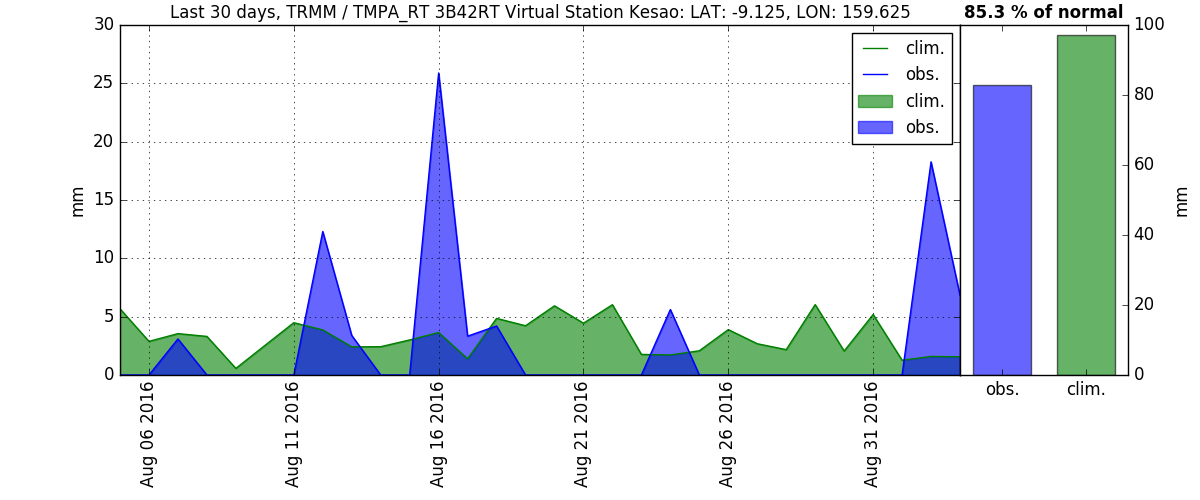 Last 30 days, TRMM / TMPA_RT 3B42RT Virtual Station Kesao: LAT: -9.125, LON: 159.625
85.3 % of normal
30
25
20
15
10
5
0
mm
clim.
obs.
clim.
obs.
Aug 06 2016
Aug 11 2016
Aug 16 2016
Aug 21 2016
Aug 26 2016
Aug 31 2016
100
80
60
40
20
0
mm
obs.
clim.